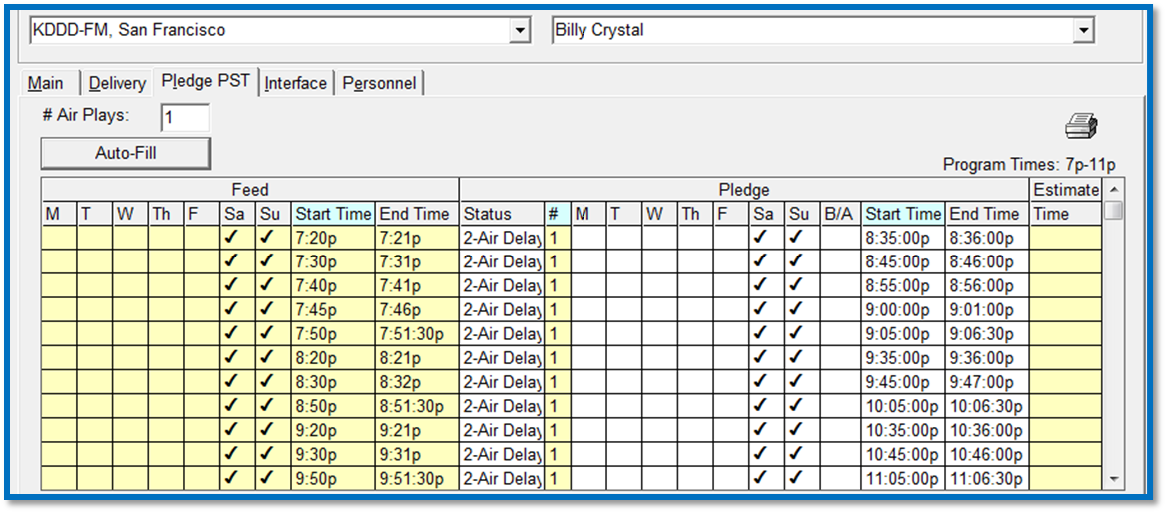 KDDD-FM, San Francisco Billy Crystal
Main Delivery Pledge PST Interface Personnel
# Air Plays: 1
Auto-Fill
Program Times: 7p-11p
Feed Pledge Estimate
M T W Th F Sa Su Start Time End Time Status # M T W Th F Sa Su B/A Start Time End Time Time
✓ ✓ 7:20p 7:21p 2-Air Delay 1 ✓ ✓ 8:35:00p 8:36:00p
✓ ✓ 7:30p 7:31p 2-Air Delay 1 ✓ ✓ 8:45:00p 8:46:00p
✓ ✓ 7:40p 7:41p 2-Air Delay 1 ✓ ✓ 8:55:00p 8:56:00p
✓ ✓ 7:45p 7:46p 2-Air Delay 1 ✓ ✓ 9:00:00p 9:01:00p
✓ ✓ 7:50p 7:51:30p 2-Air Delay 1 ✓ ✓ 9:05:00p 9:06:30p
✓ ✓ 8:20p 8:21p 2-Air Delay 1 ✓ ✓ 9:35:00p 9:36:00p
✓ ✓ 8:30p 8:32p 2-Air Delay 1 ✓ ✓ 9:45:00p 9:47:00p
✓ ✓ 8:50p 8:51:30p 2-Air Delay 1 ✓ ✓ 10:05:00p 10:06:30p
✓ ✓ 9:20p 9:21p 2-Air Delay 1 ✓ ✓ 10:35:00p 10:36:00p
✓ ✓ 9:30p 9:31p 2-Air Delay 1 ✓ ✓ 10:45:00p 10:46:00p
✓ ✓ 9:50p 9:51:30p 2-Air Delay 1 ✓ ✓ 11:05:00p 11:06:30p